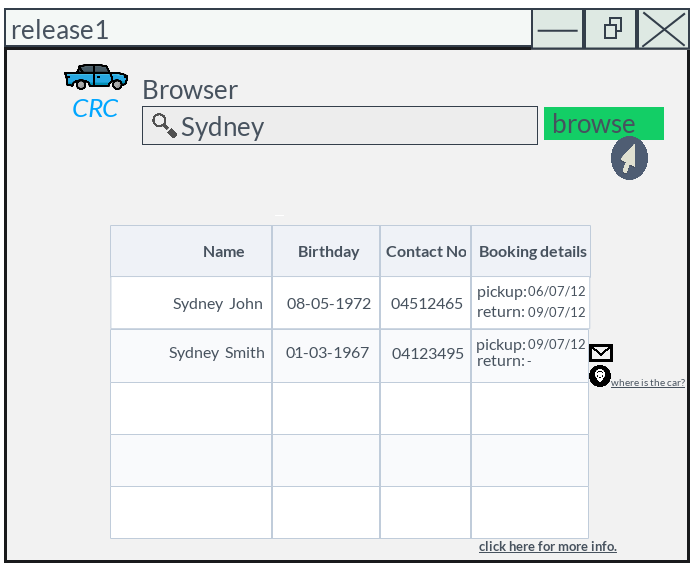 release1
CRC
Browser
Sydney
browse
Name Birthday Contact No Booking details
Sydney John 08-05-1972 04512465 pickup:06/07/12
return: 09/07/12
Sydney Smith 01-03-1967 04123495 pickup:09/07/12
return: -
where is the car?
click here for more info.